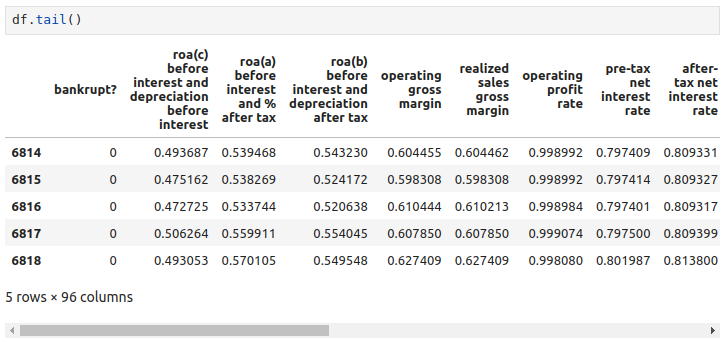 df.tail()
bankrupt? roa(c) before interest and depreciation before interest roa(a) before interest and % after tax roa(b) before interest and depreciation after tax operating gross margin realized sales gross margin operating profit rate pre-tax net interest rate after-tax net interest rate
6814 0 0.493687 0.539468 0.543230 0.604455 0.604462 0.998992 0.797409 0.809331
6815 0 0.475162 0.538269 0.524172 0.598308 0.598308 0.998992 0.797414 0.809327
6816 0 0.472725 0.533744 0.520638 0.610444 0.610213 0.998984 0.797401 0.809317
6817 0 0.506264 0.559911 0.554045 0.607850 0.607850 0.999074 0.797500 0.809399
6818 0 0.493053 0.570105 0.549548 0.627409 0.627409 0.998080 0.801987 0.813800
5 rows × 96 columns